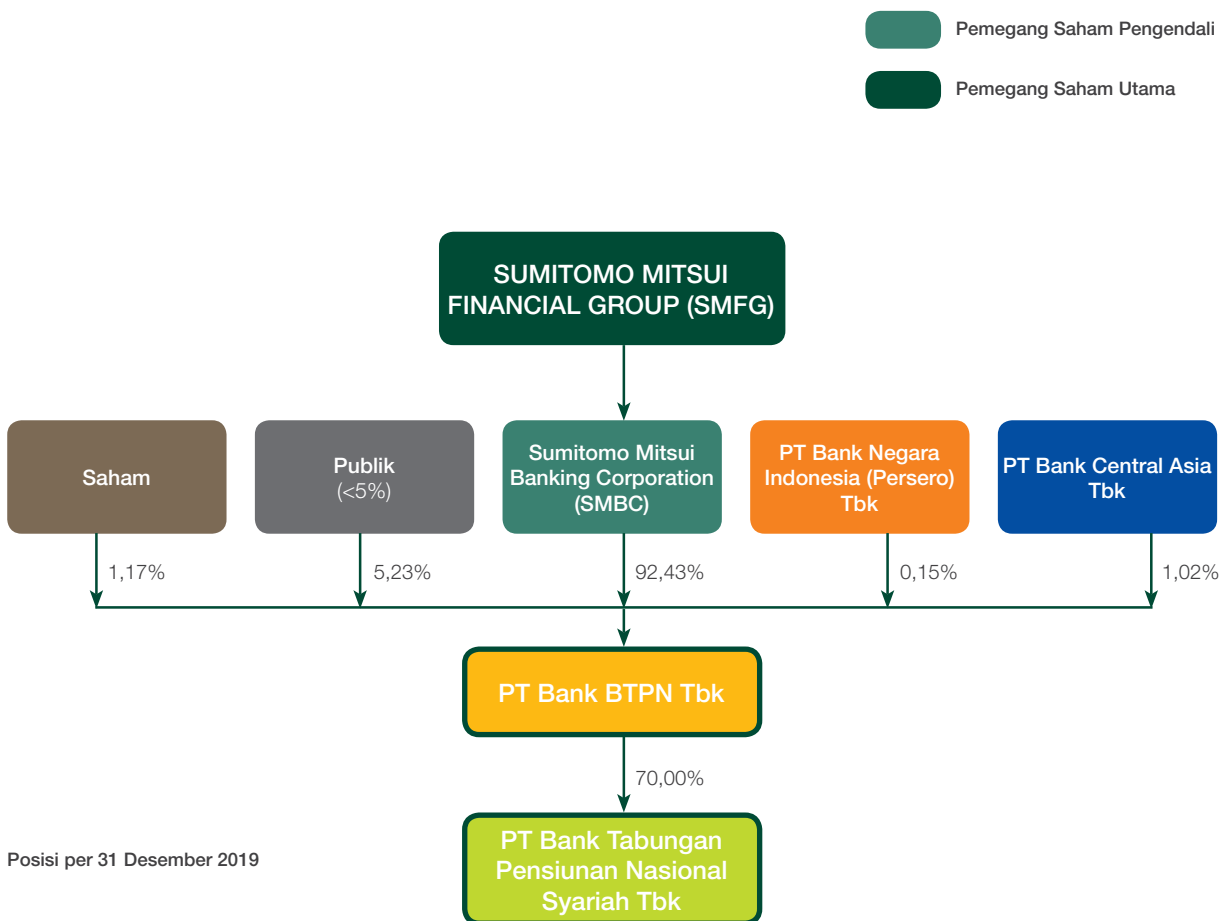 Pemegang Saham Pengendali
Pemegang Saham Utama
SUMITOMO MITSUI
FINANCIAL GROUP (SMFG)
Saham
Publik
(<5%)
Sumitomo Mitsui
Banking Corporation
(SMBC)
PT Bank Negara
Indonesia (Persero)
Tbk
PT Bank Central Asia
Tbk
1,17%
5,23%
92,43%
0,15%
1,02%
PT Bank BTPN Tbk
70,00%
PT Bank Tabungan
Pensiunan Nasional
Syariah Tbk
Posisi per 31 Desember 2019